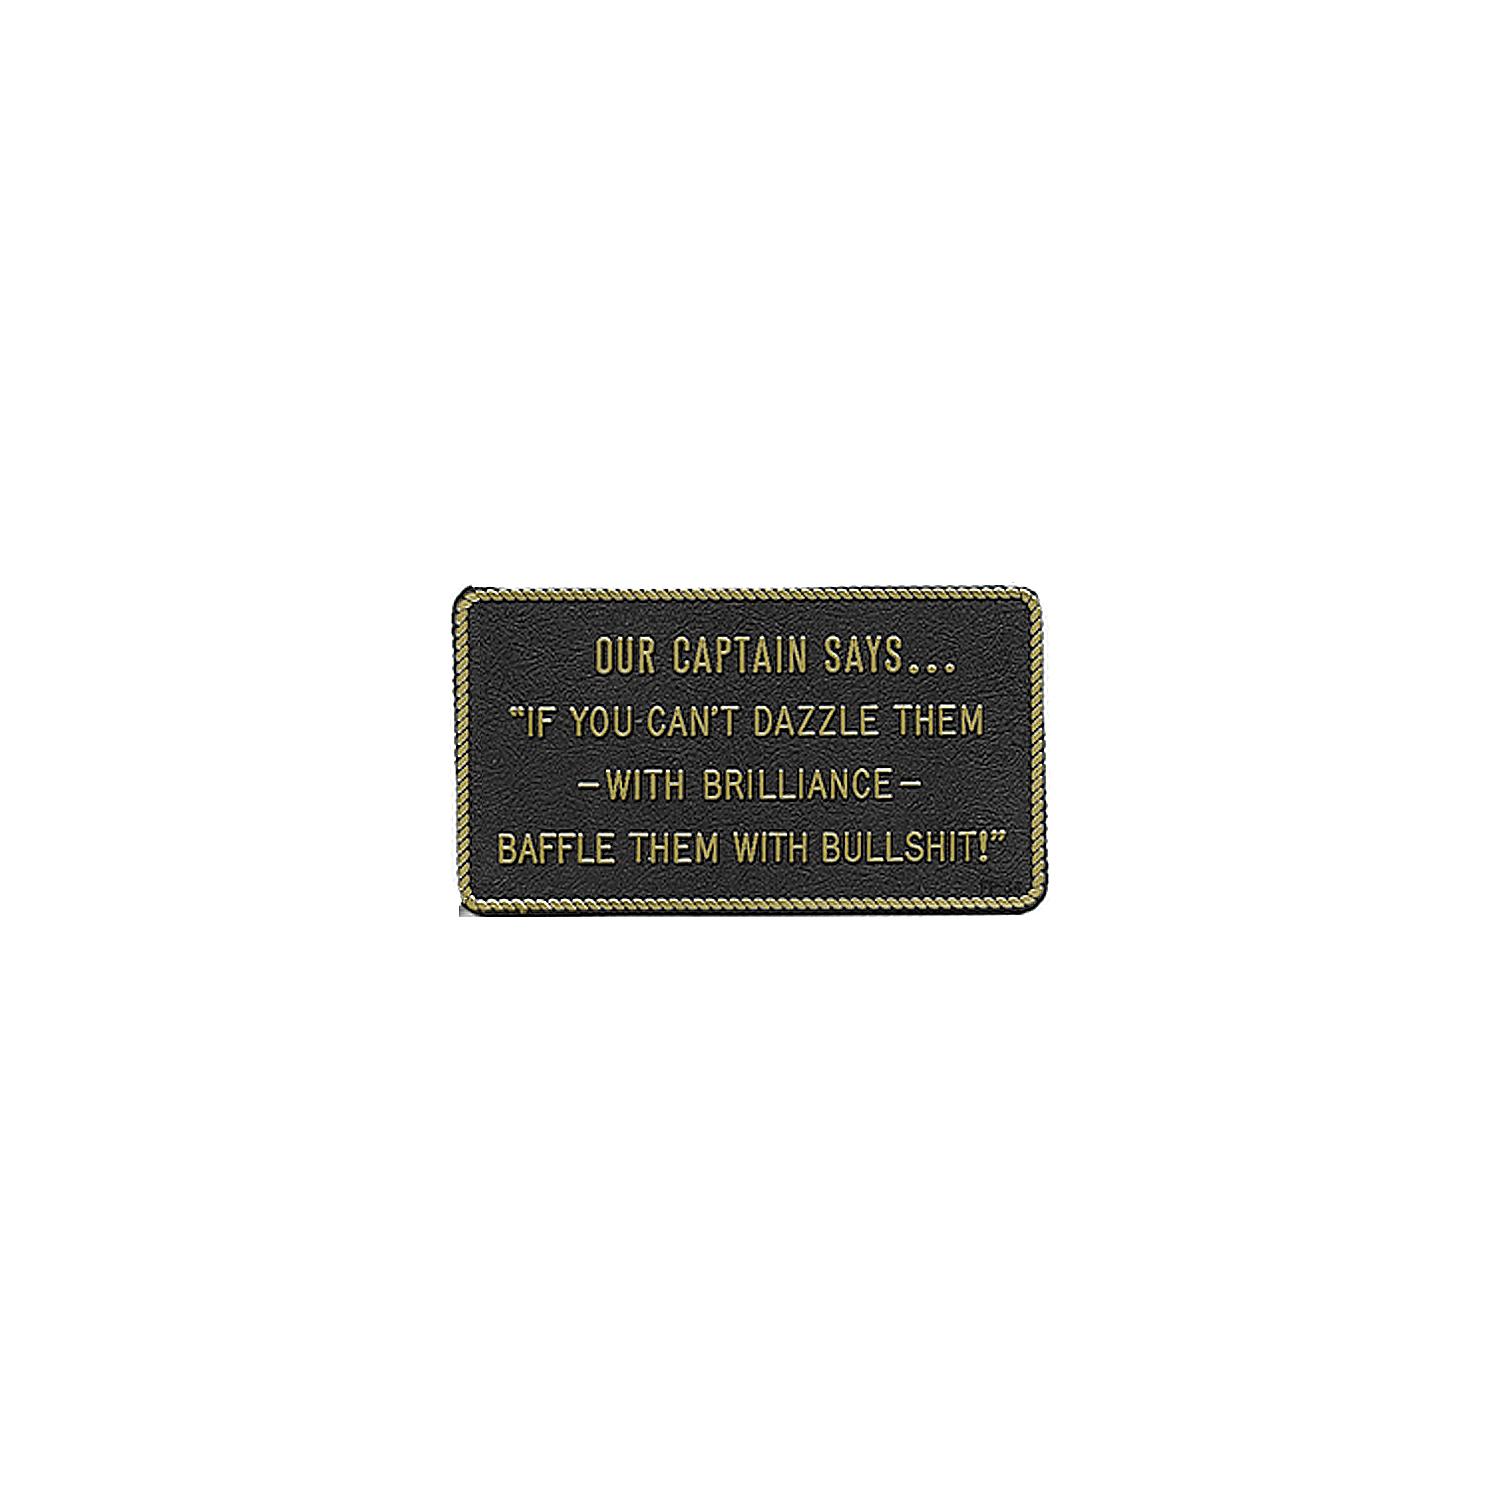 OUR CAPTAIN SAYS...
“IF YOU CAN’T DAZZLE THEM
–WITH BRILLIANCE–
BAFFLE THEM WITH BULLSHIT!”